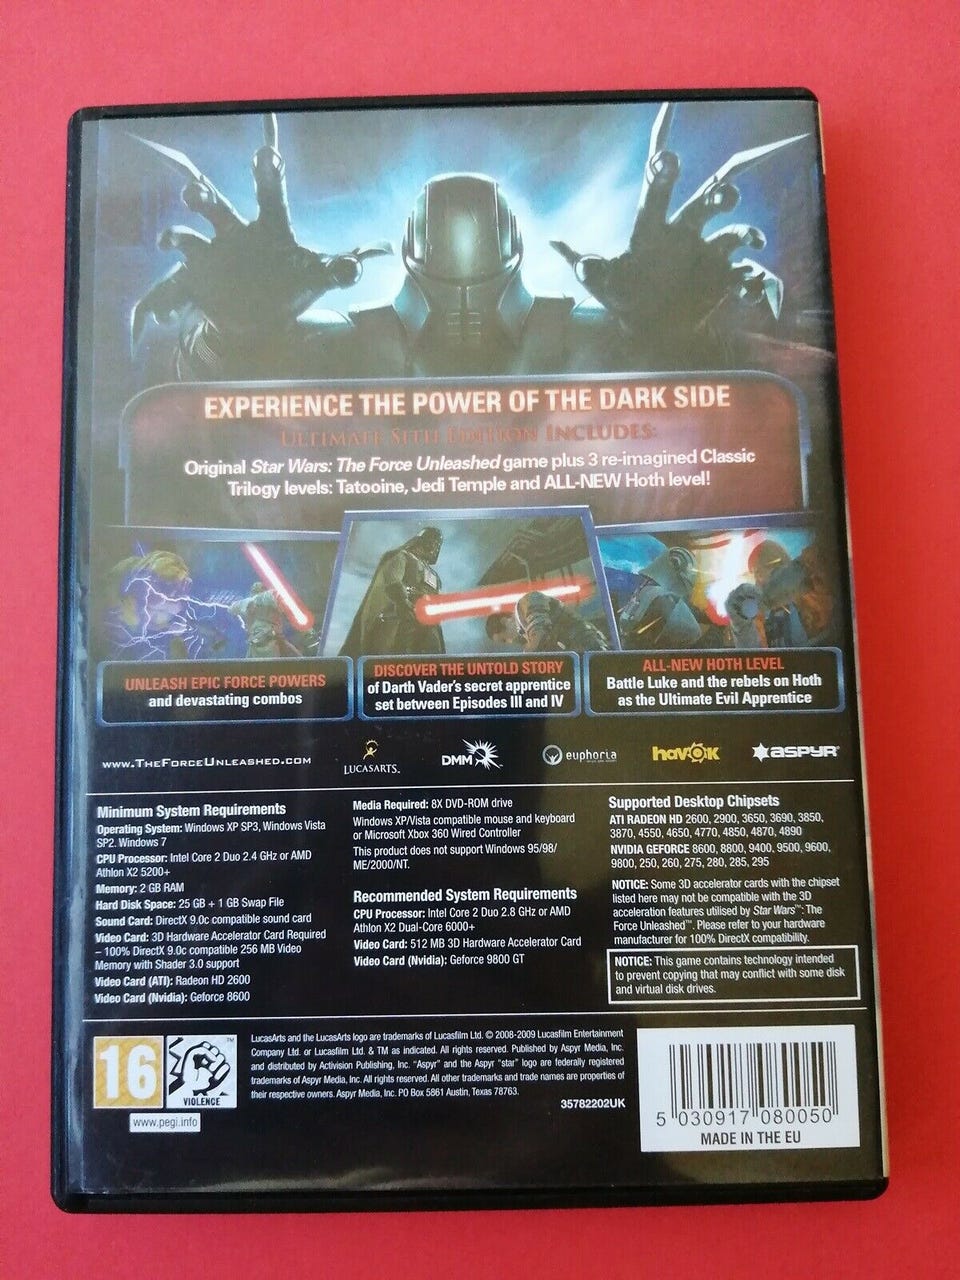 EXPERIENCE THE POWER OF THE DARK SIDE
ULTIMATE SITH EDITION INCLUDES:
Original Star Wars: The Force Unleashed game plus 3 re-imagined Classic
Trilogy levels: Tatooine, Jedi Temple and ALL-NEW Hoth level!
UNLEASH EPIC FORCE POWERS
and devastating combos
DISCOVER THE UNTOLD STORY
of Darth Vader's secret apprentice
set between Episodes III and IV
ALL-NEW HOTH LEVEL
Battle Luke and the rebels on Hoth
as the Ultimate Evil Apprentice
www.TheForceUnleashed.com
LUCASARTS™
DMM
euphoria
havok
ASPYR®
Minimum System Requirements
Operating System: Windows XP SP3, Windows Vista
SP2. Windows 7
CPU Processor: Intel Core 2 Duo 2.4 GHz or AMD
Athlon X2 5200+
Memory: 2 GB RAM
Hard Disk Space: 25 GB + 1 GB Swap File
Sound Card: DirectX 9.0c compatible sound card
Video Card: 3D Hardware Accelerator Card Required
– 100% DirectX 9.0c compatible 256 MB Video
Memory with Shader 3.0 support
Video Card (ATI): Radeon HD 2600
Video Card (Nvidia): Geforce 8600
Media Required: 8X DVD-ROM drive
Windows XP/Vista compatible mouse and keyboard
or Microsoft Xbox 360 Wired Controller
This product does not support Windows 95/98/
ME/2000/NT.
Recommended System Requirements
CPU Processor: Intel Core 2 Duo 2.8 GHz or AMD
Athlon X2 Dual-Core 6000+
Video Card: 512 MB 3D Hardware Accelerator Card
Video Card (Nvidia): Geforce 9800 GT
Supported Desktop Chipsets
ATI RADEON HD 2600, 2900, 3650, 3690, 3850,
3870, 4550, 4650, 4770, 4850, 4870, 4890
NVIDIA GEFORCE 8600, 8800, 9400, 9500, 9600,
9800, 250, 260, 275, 280, 285, 295
NOTICE: Some 3D accelerator cards with the chipset
listed here may not be compatible with the 3D
acceleration features utilised by Star Wars™: The
Force Unleashed™. Please refer to your hardware
manufacturer for 100% DirectX compatibility.
NOTICE: This game contains technology intended
to prevent copying that may conflict with some disk
and virtual disk drives.
16
TM
VIOLENCE
www.pegi.info
LucasArts and the LucasArts logo are trademarks of Lucasfilm Ltd. © 2008-2009 Lucasfilm Entertainment
Company Ltd. or Lucasfilm Ltd. & TM as indicated. All rights reserved. Published by Aspyr Media, Inc.
and distributed by Activision Publishing, Inc. "Aspyr" and the Aspyr "star" logo are federally registered
trademarks of Aspyr Media, Inc. All rights reserved. All other trademarks and trade names are properties of
their respective owners. Aspyr Media, Inc. PO Box 5861 Austin, Texas 78763.
35782202UK
5 030917 080050
MADE IN THE EU